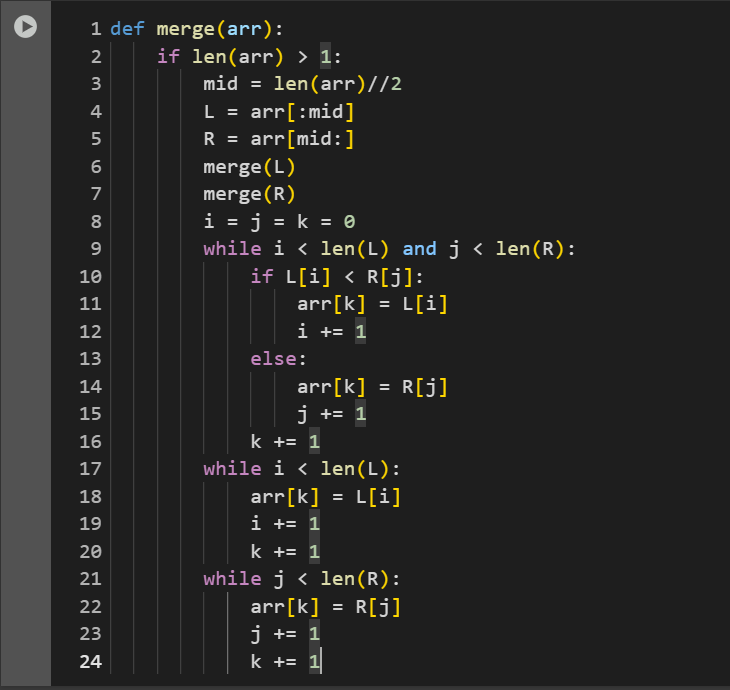 1 def merge(arr):
2     if len(arr) > 1:
3         mid = len(arr)//2
4         L = arr[:mid]
5         R = arr[mid:]
6         merge(L)
7         merge(R)
8         i = j = k = 0
9         while i < len(L) and j < len(R):
10             if L[i] < R[j]:
11                 arr[k] = L[i]
12                 i += 1
13             else:
14                 arr[k] = R[j]
15                 j += 1
16             k += 1
17         while i < len(L):
18             arr[k] = L[i]
19             i += 1
20             k += 1
21         while j < len(R):
22             arr[k] = R[j]
23             j += 1
24             k += 1